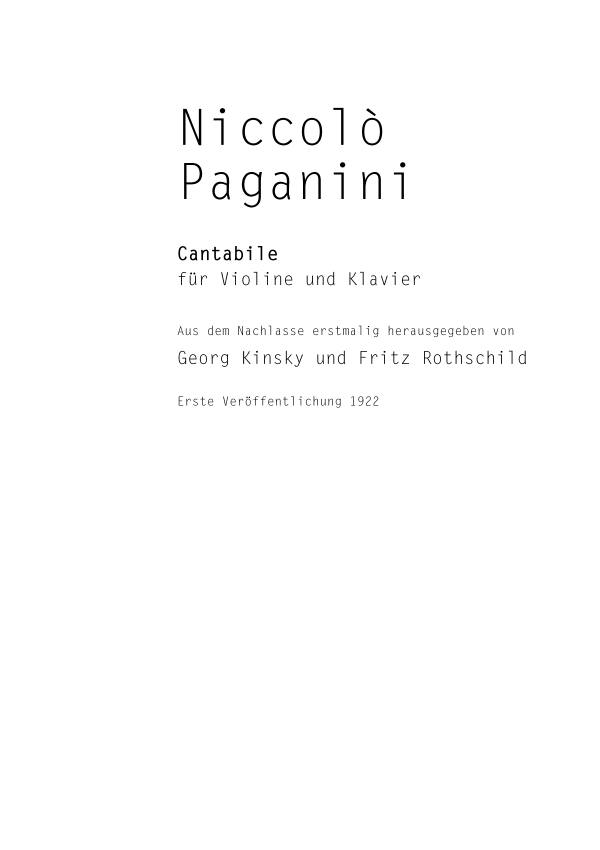 Niccolò
Paganini
Cantabile
für Violine und Klavier
Aus dem Nachlasse erstmalig herausgegeben von
Georg Kinsky und Fritz Rothschild
Erste Veröffentlichung 1922